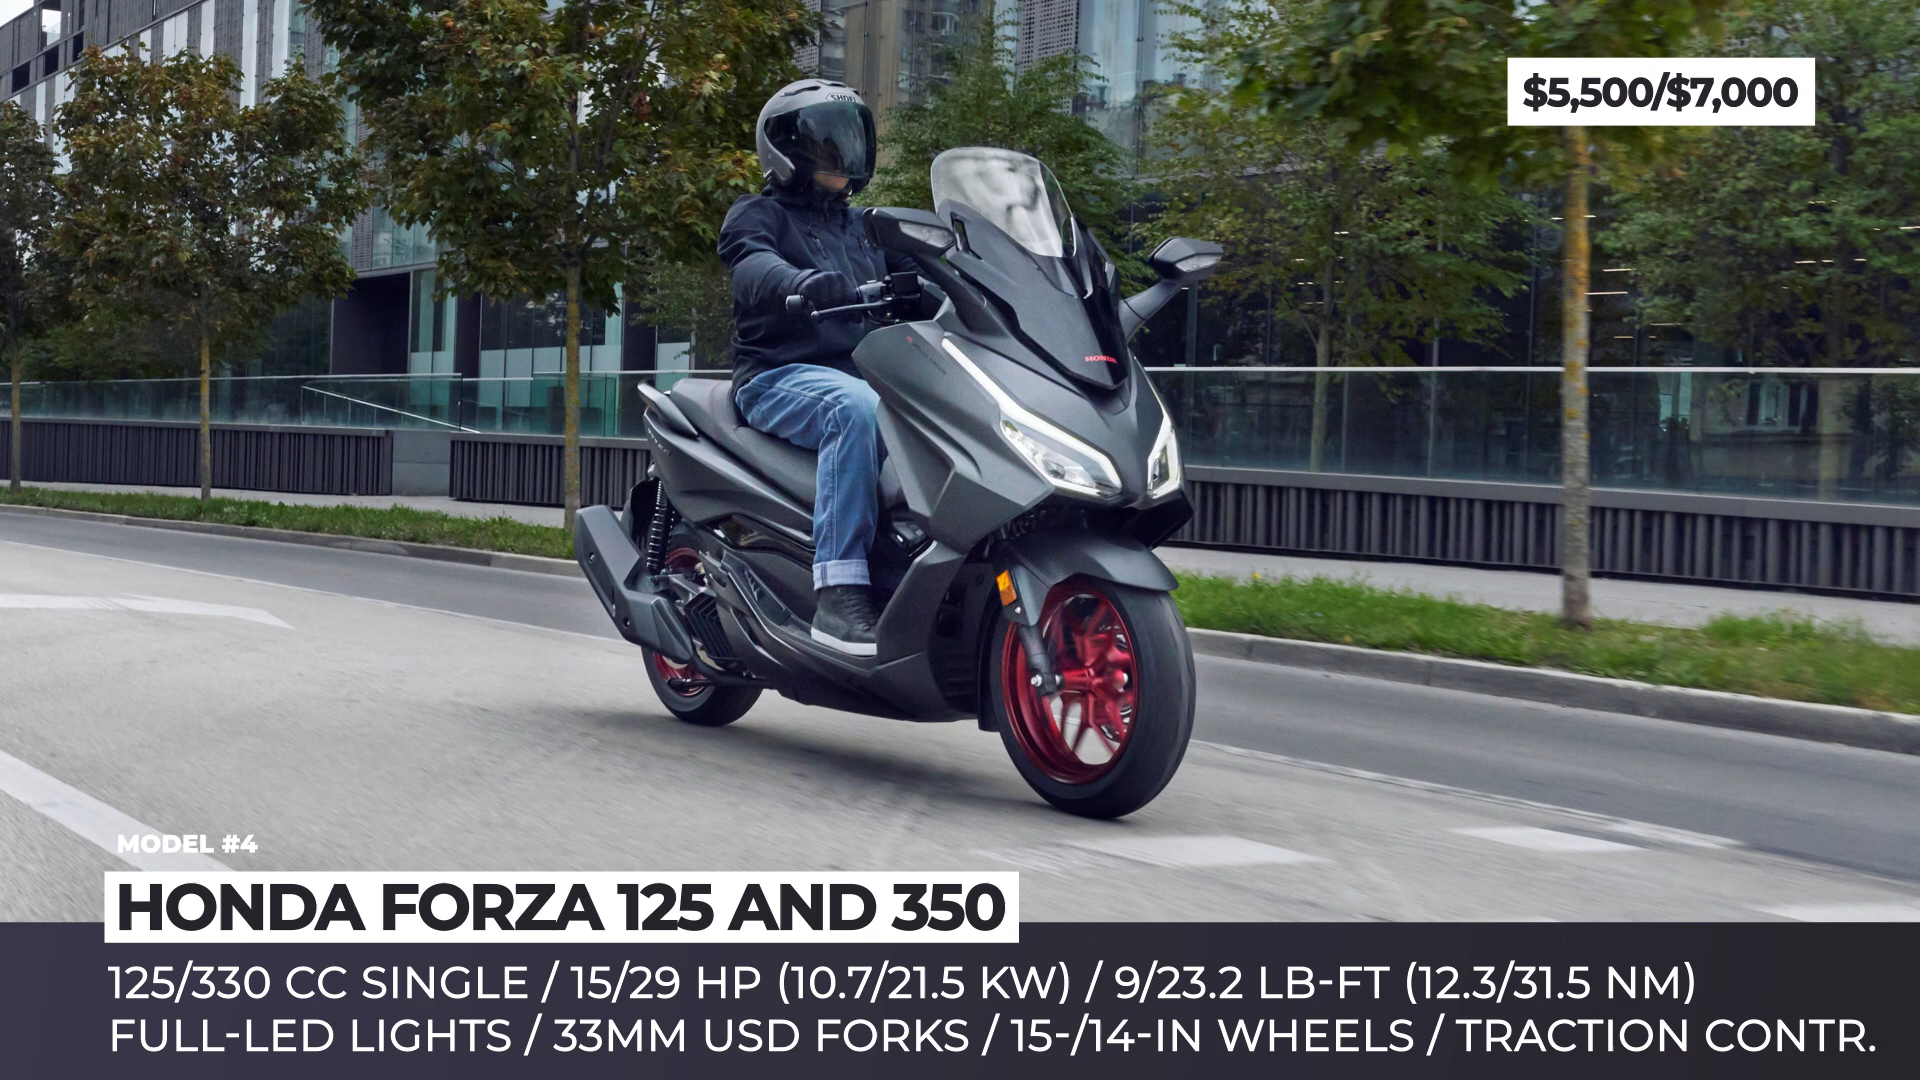 $5,500/$7,000
SHOEI
HONDA
MODEL #4
HONDA FORZA 125 AND 350
125/330 CC SINGLE / 15/29 HP (10.7/21.5 KW) / 9/23.2 LB-FT (12.3/31.5 NM)
FULL-LED LIGHTS / 33MM USD FORKS / 15-/14-IN WHEELS / TRACTION CONTR.